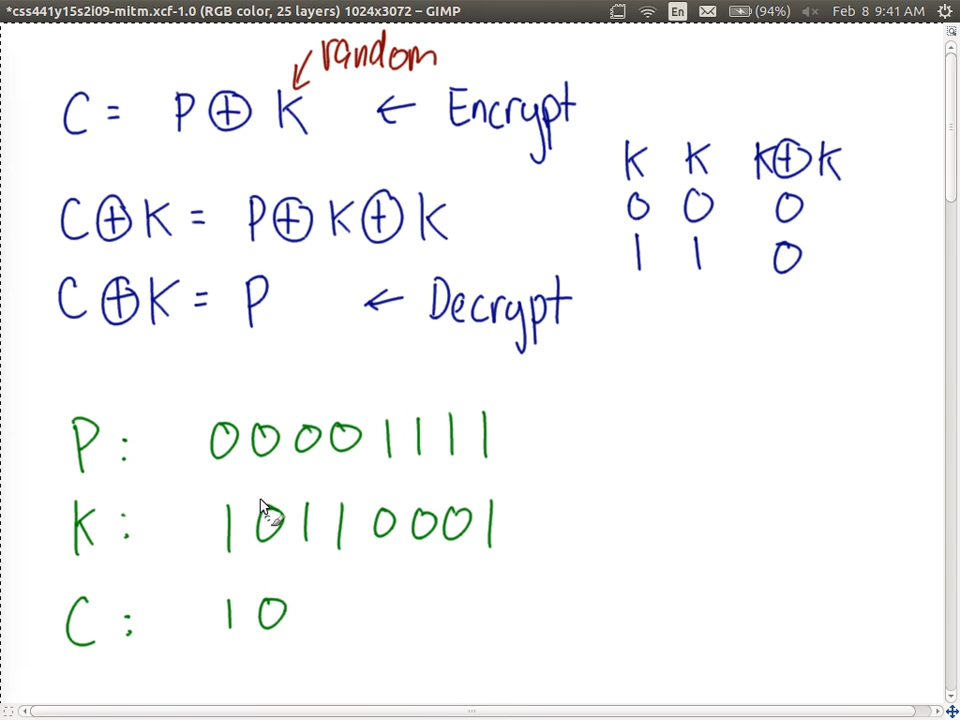 *css441y15s2i09-mitm.xcf-1.0 (RGB color, 25 layers) 1024x3072 – GIMP En (94%) Feb 8 9:41 AM
random
C = P ⊕ K ← Encrypt
K K K⊕K
C⊕K = P⊕K⊕K
0 0 0
1 1 0
C⊕K = P ← Decrypt
P : 00001111
K : 10110001
C : 10